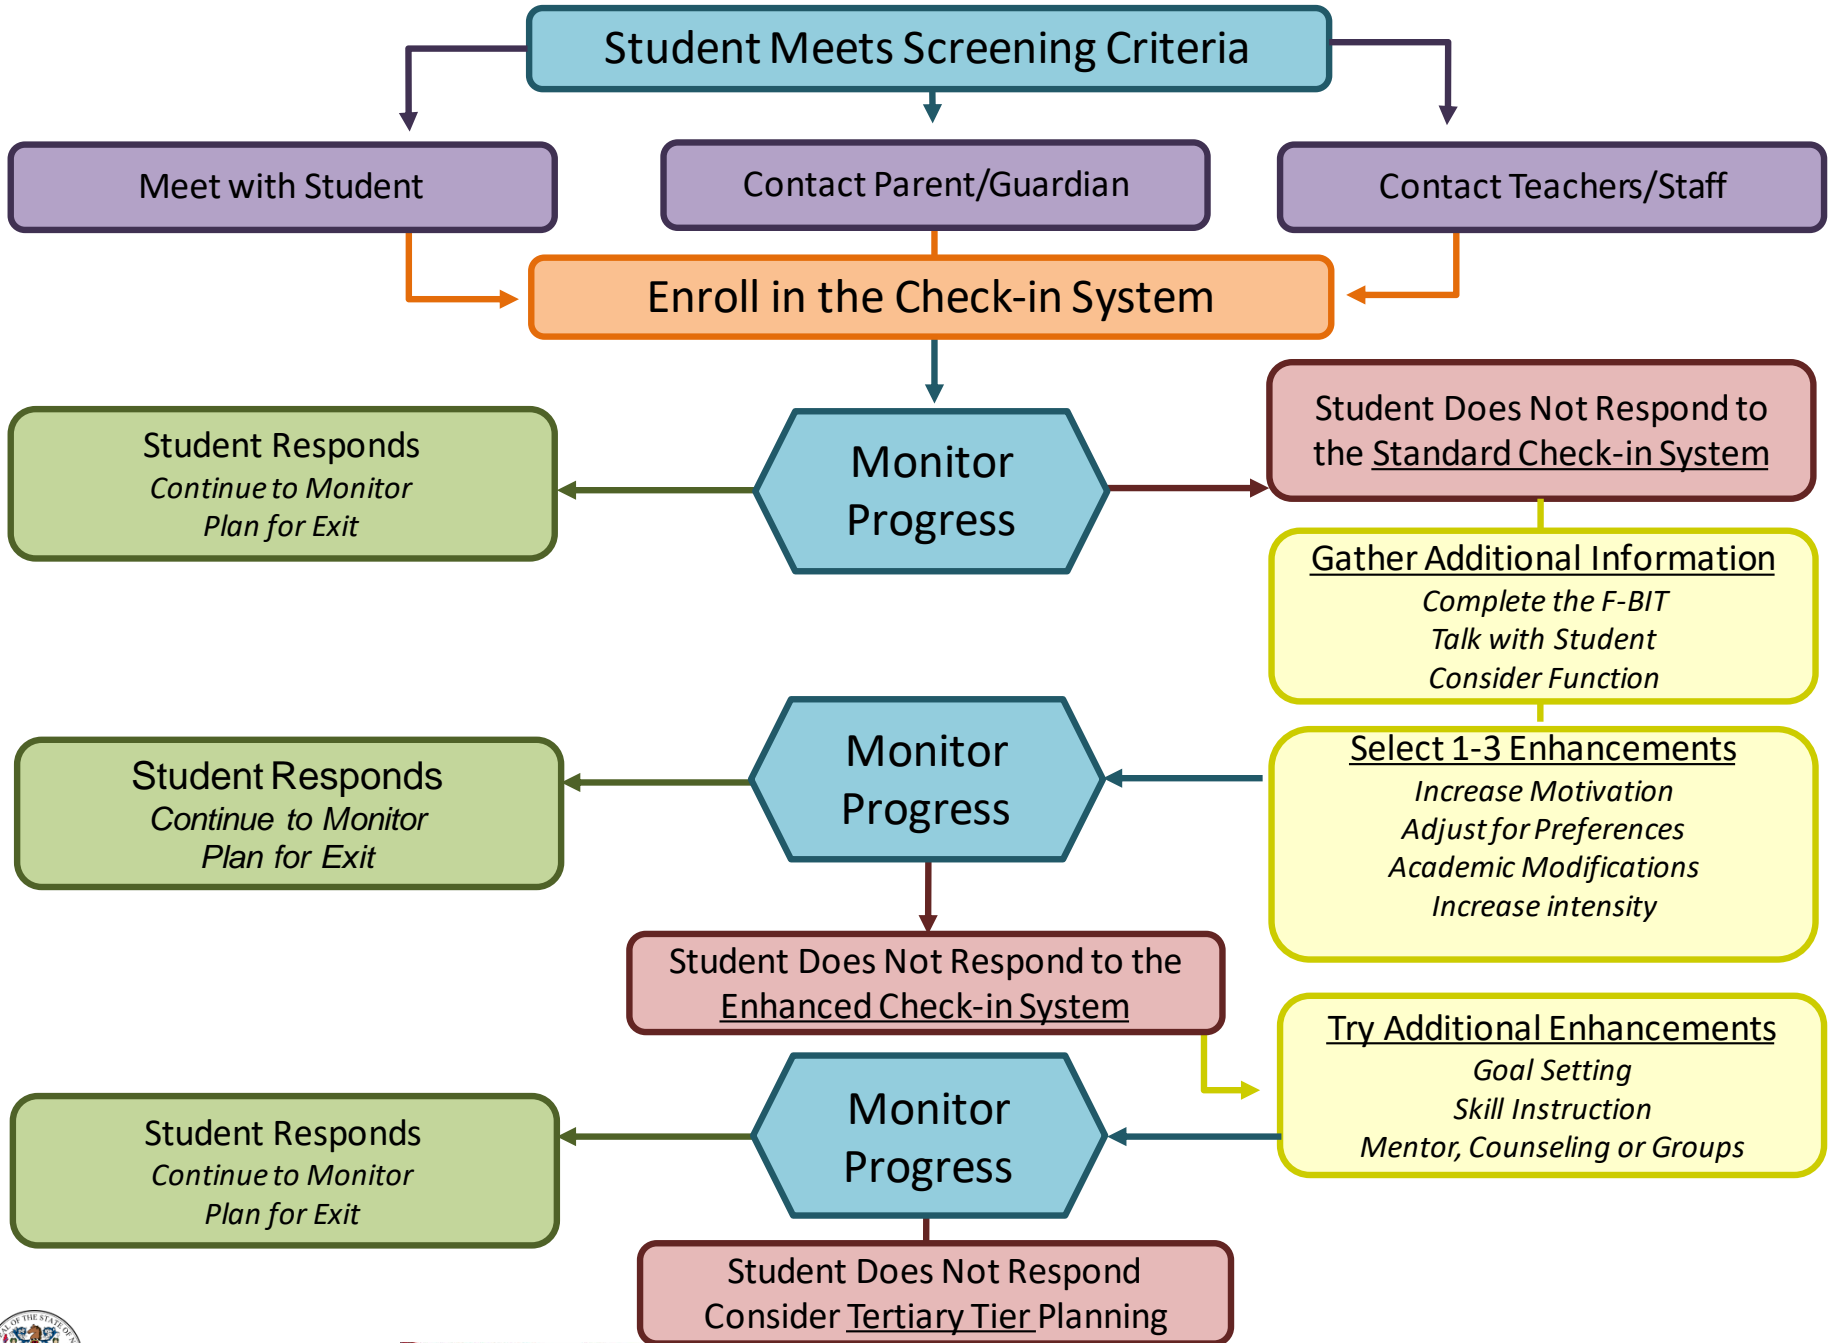 Student Meets Screening Criteria
Meet with Student
Contact Parent/Guardian
Contact Teachers/Staff
Enroll in the Check-in System
Student Responds
Continue to Monitor
Plan for Exit
Monitor
Progress
Student Does Not Respond to
the Standard Check-in System
Gather Additional Information
Complete the F-BIT
Talk with Student
Consider Function
Student Responds
Continue to Monitor
Plan for Exit
Monitor
Progress
Select 1-3 Enhancements
Increase Motivation
Adjust for Preferences
Academic Modifications
Increase intensity
Student Does Not Respond to the
Enhanced Check-in System
Try Additional Enhancements
Goal Setting
Skill Instruction
Mentor, Counseling or Groups
Student Responds
Continue to Monitor
Plan for Exit
Monitor
Progress
Student Does Not Respond
Consider Tertiary Tier Planning
OF THE STATE OF